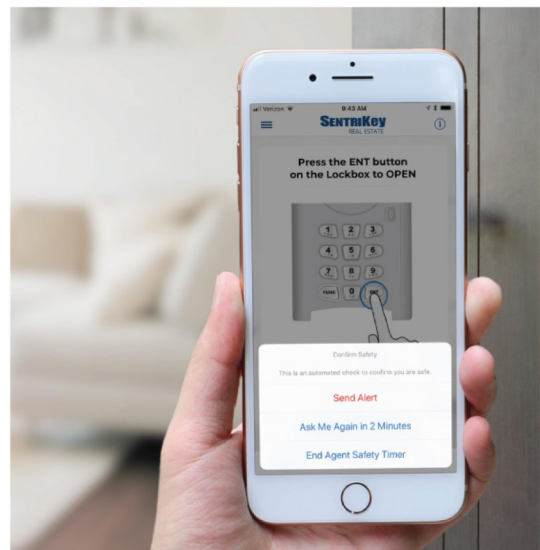 Verizon
9:43 AM
SENTRIKEY
REAL ESTATE
Press the ENT button
on the Lockbox to OPEN
1 2 3
4 5 6
7 8 9
FUNC 0 ENT
Confirm Safety
This is an automated check to confirm you are safe.
Send Alert
Ask Me Again in 2 Minutes
End Agent Safety Timer